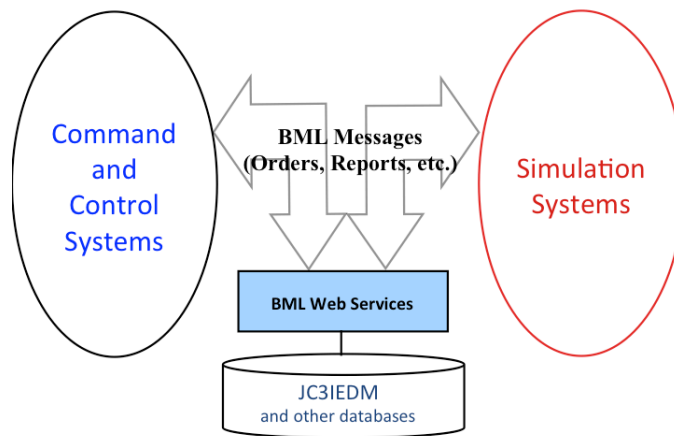 Command
and
Control
Systems
BML Messages
(Orders, Reports, etc.)
Simulation
Systems
BML Web Services
JC3IEDM
and other databases